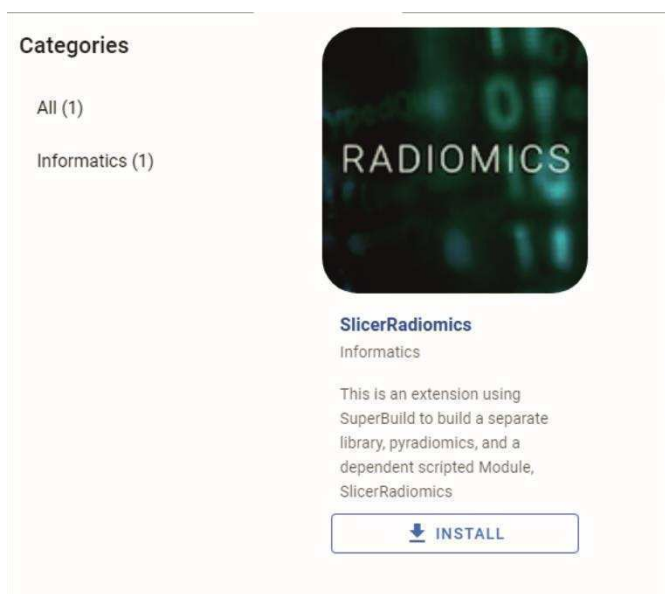 Categories
All (1)
Informatics (1)
RADIOMICS
SlicerRadiomics
Informatics
This is an extension using
SuperBuild to build a separate
library, pyradiomics, and a
dependent scripted Module,
SlicerRadiomics
INSTALL